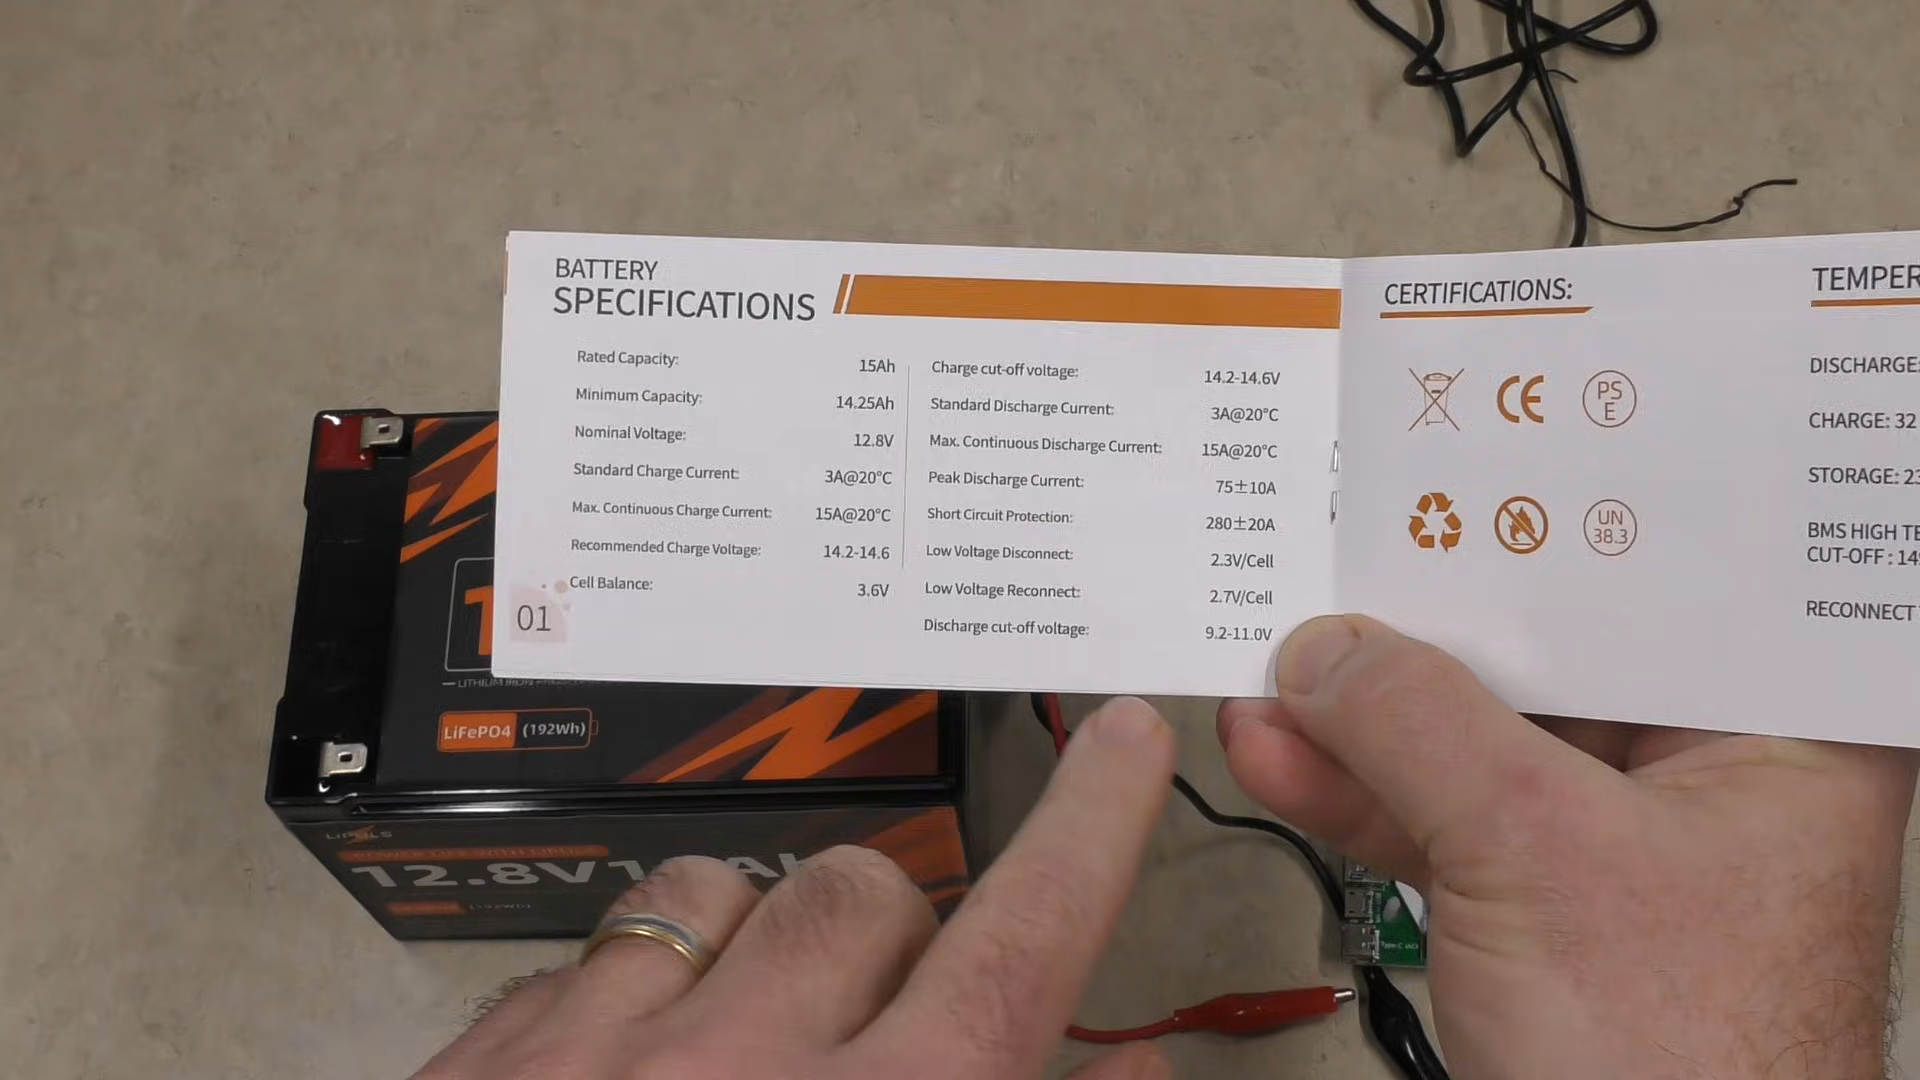 BATTERY
SPECIFICATIONS
Rated Capacity: 15Ah
Minimum Capacity: 14.25Ah
Nominal Voltage: 12.8V
Standard Charge Current: 3A@20°C
Max. Continuous Charge Current: 15A@20°C
Recommended Charge Voltage: 14.2-14.6
Cell Balance: 3.6V
01
Charge cut-off voltage: 14.2-14.6V
Standard Discharge Current: 3A@20°C
Max. Continuous Discharge Current: 15A@20°C
Peak Discharge Current: 75±10A
Short Circuit Protection: 280±20A
Low Voltage Disconnect: 2.3V/Cell
Low Voltage Reconnect: 2.7V/Cell
Discharge cut-off voltage: 9.2-11.0V
CERTIFICATIONS:
CE
PS
E
UN
38.3
TEMPER
DISCHARGE:
CHARGE: 32
STORAGE: 23
BMS HIGH TE
CUT-OFF : 14
RECONNECT
LITHIUM IRON
LiFePO4 (192Wh)
12.8V1
(192Wh)
Type-C